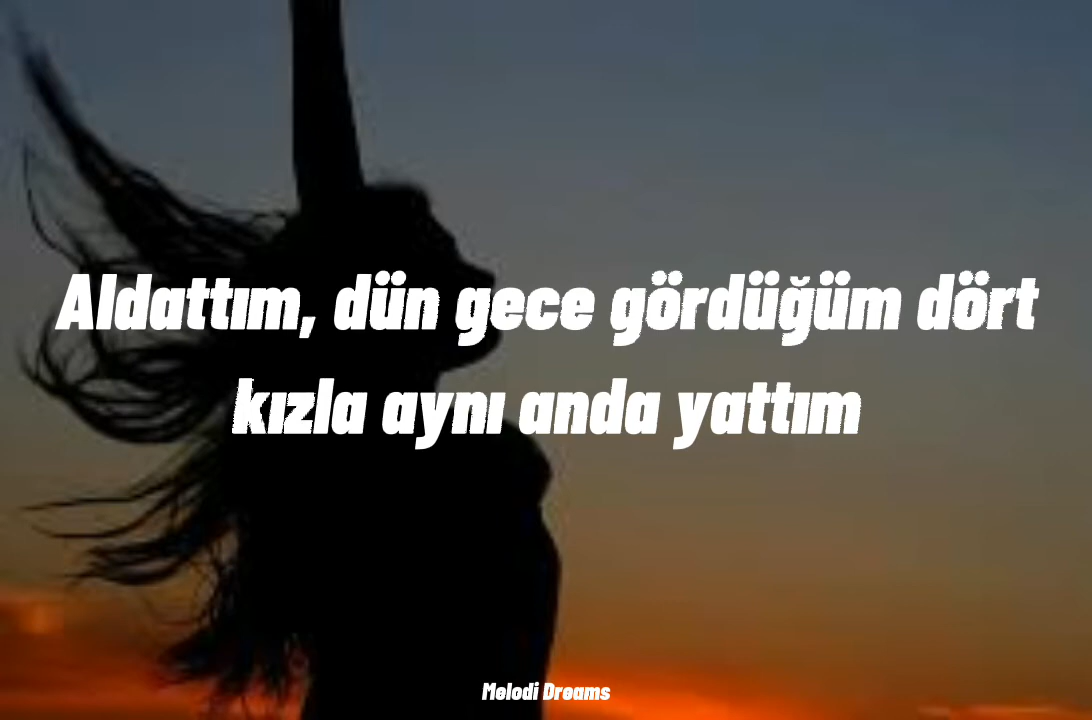 Aldattım, dün gece gördüğüm dört
kızla aynı anda yattım
Melodi Dreams